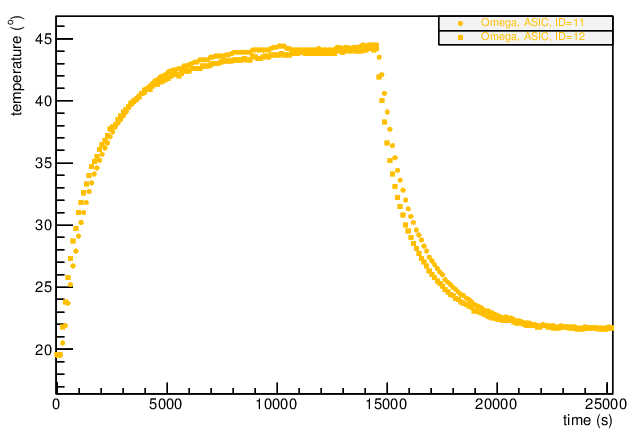 temperature (°)
45
40
35
30
25
20
Omega, ASIC, ID=11
Omega, ASIC, ID=12
0 5000 10000 15000 20000 25000
time (s)